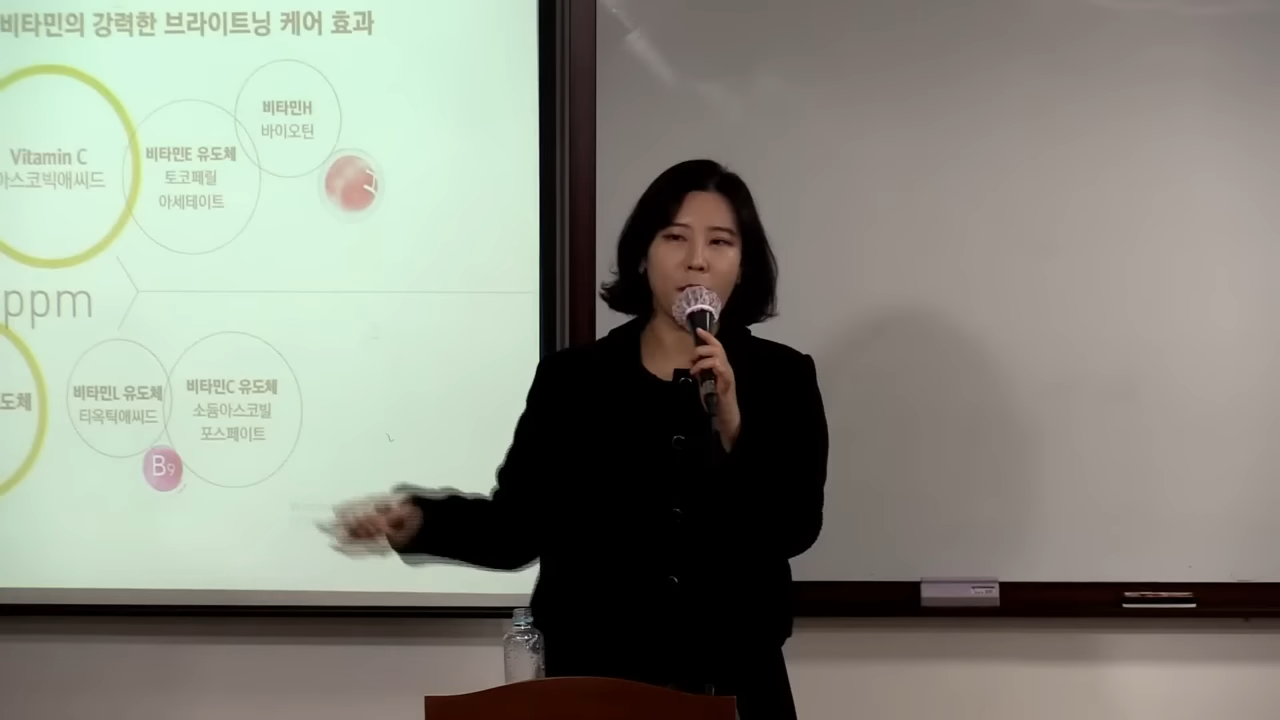 비타민의 강력한 브라이트닝 케어 효과
비타민H
바이오틴
Vitamin C
아스코빅애씨드
비타민E 유도체
토코페릴
아세테이트
ppm
도체
비타민L 유도체
티옥틱애씨드
비타민C 유도체
소듐아스코빌
포스페이트
B9